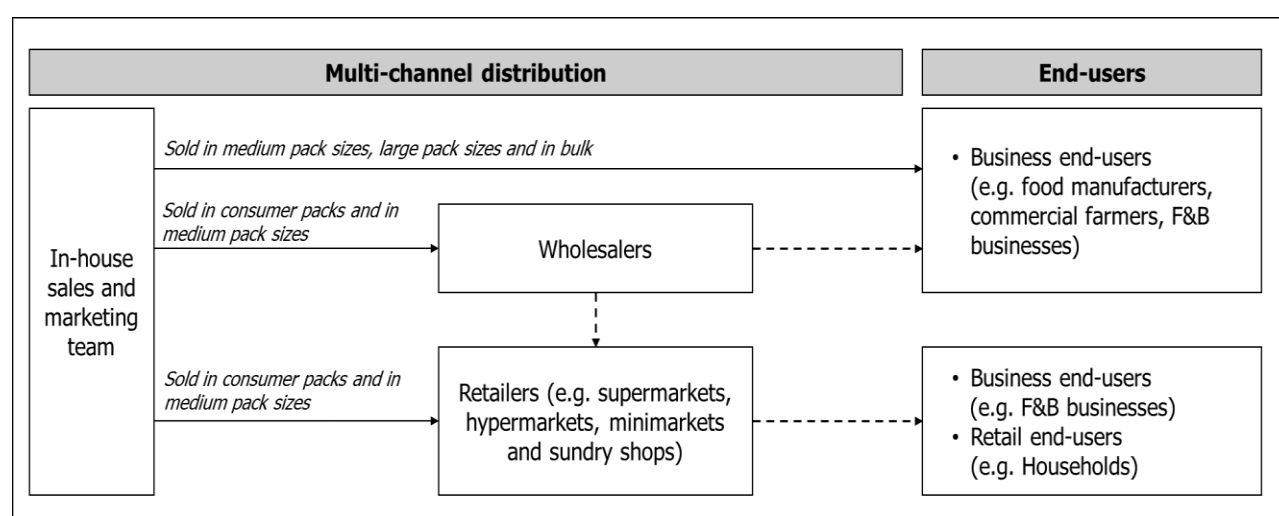 Multi-channel distribution
End-users
In-house
sales and
marketing
team
Sold in medium pack sizes, large pack sizes and in bulk
• Business end-users
(e.g. food manufacturers,
commercial farmers, F&B
businesses)
Sold in consumer packs and in
medium pack sizes
Wholesalers
Sold in consumer packs and in
medium pack sizes
Retailers (e.g. supermarkets,
hypermarkets, minimarkets
and sundry shops)
• Business end-users
(e.g. F&B businesses)
• Retail end-users
(e.g. Households)